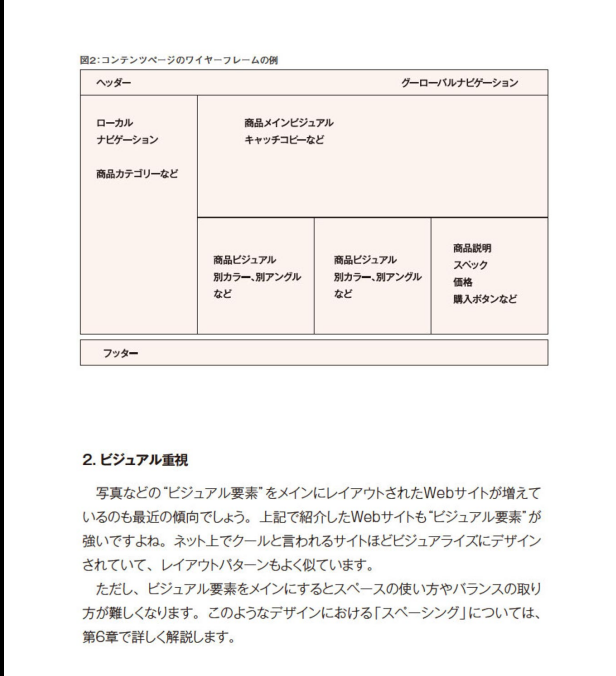 図2:コンテンツページのワイヤーフレームの例
ヘッダー
グーローバルナビゲーション
ローカル
ナビゲーション
商品カテゴリーなど
商品メインビジュアル
キャッチコピーなど
商品ビジュアル
別カラー、別アングル
など
商品ビジュアル
別カラー、別アングル
など
商品説明
スペック
価格
購入ボタンなど
フッター
2. ビジュアル重視
写真などの“ビジュアル要素”をメインにレイアウトされたWebサイトが増えて
いるのも最近の傾向でしょう。上記で紹介したWebサイトも“ビジュアル要素”が
強いですよね。ネット上でクールと言われるサイトほどビジュアライズにデザイン
されていて、レイアウトパターンもよく似ています。
ただし、ビジュアル要素をメインにするとスペースの使い方やバランスの取り
方が難しくなります。このようなデザインにおける「スペーシング」については、
第6章で詳しく解説します。